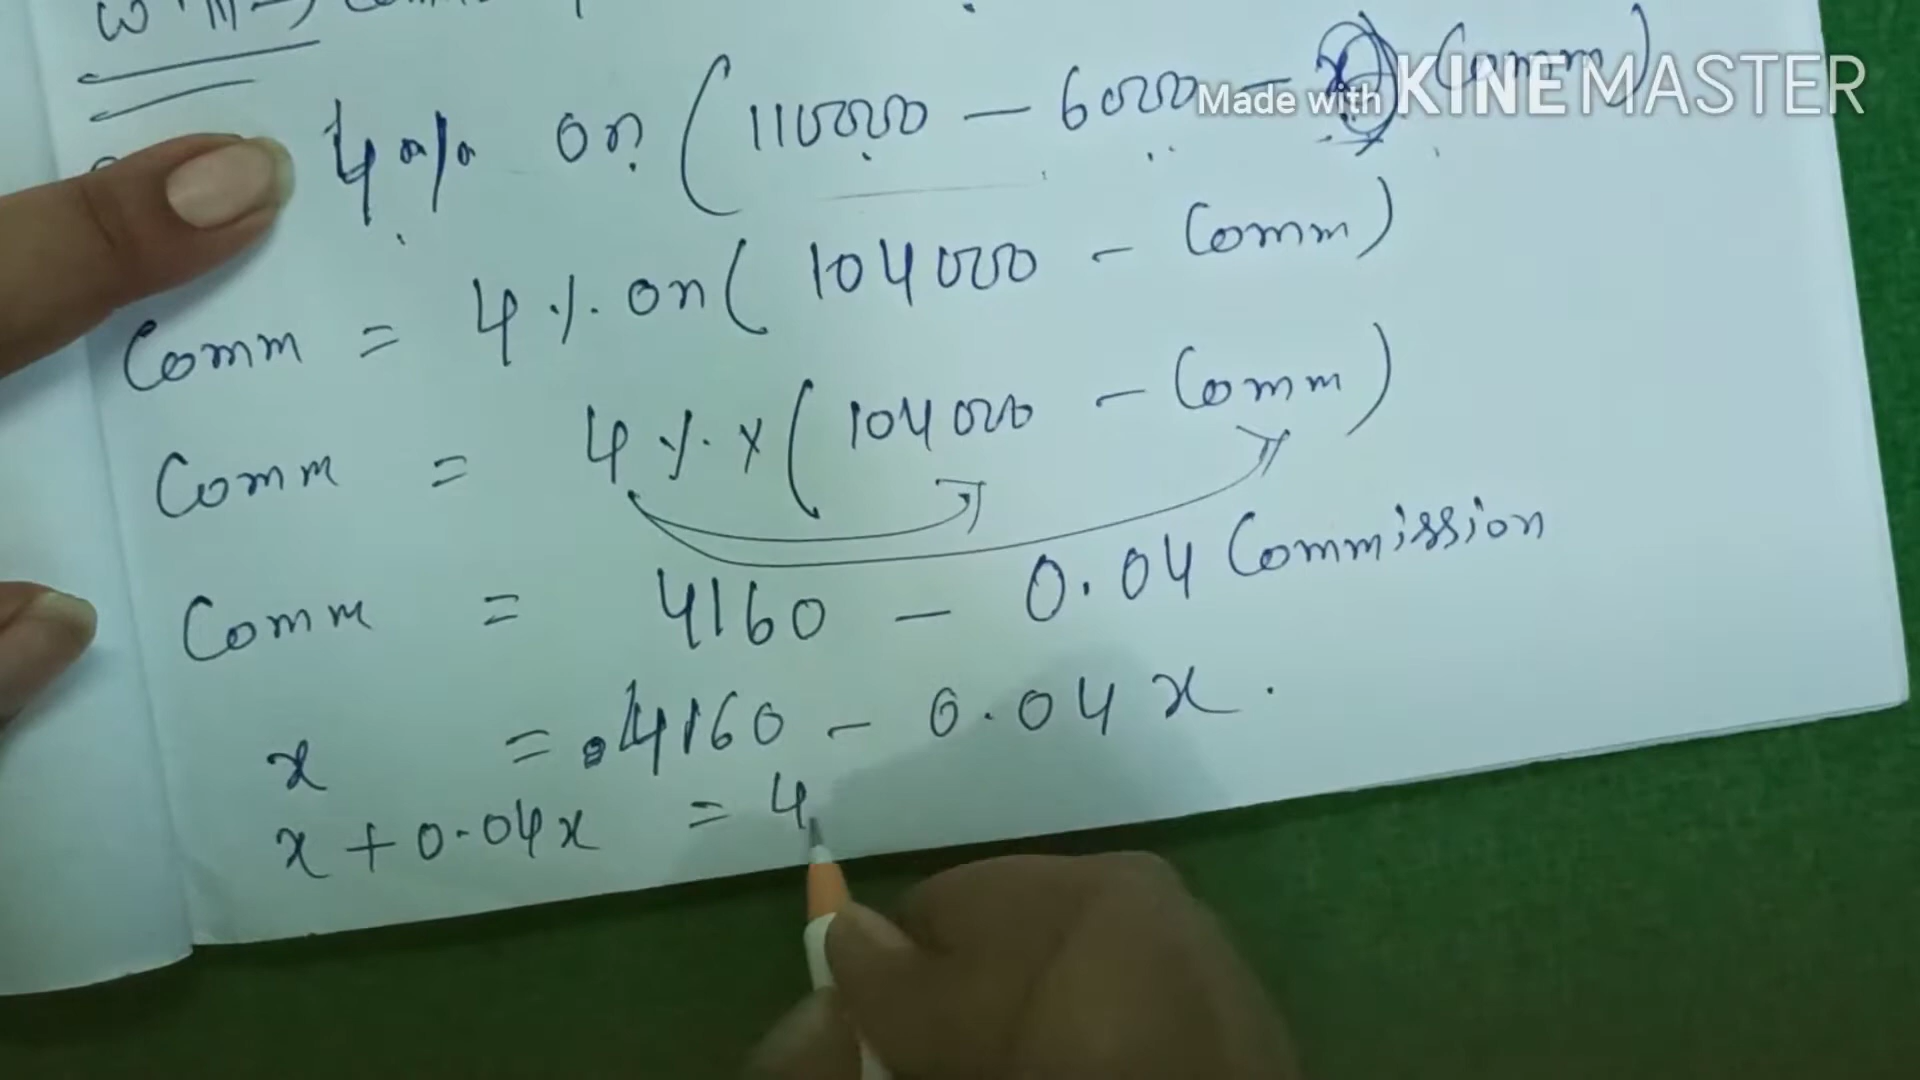 4% on (110000 - 6000 - x (Comm)
Made with KINEMASTER
Comm = 4% on (104000 - Comm)
Comm = 4% x (104000 - Comm)
Comm = 4160 - 0.04 Commission
x = 4160 - 0.04x.
x + 0.04x = 4